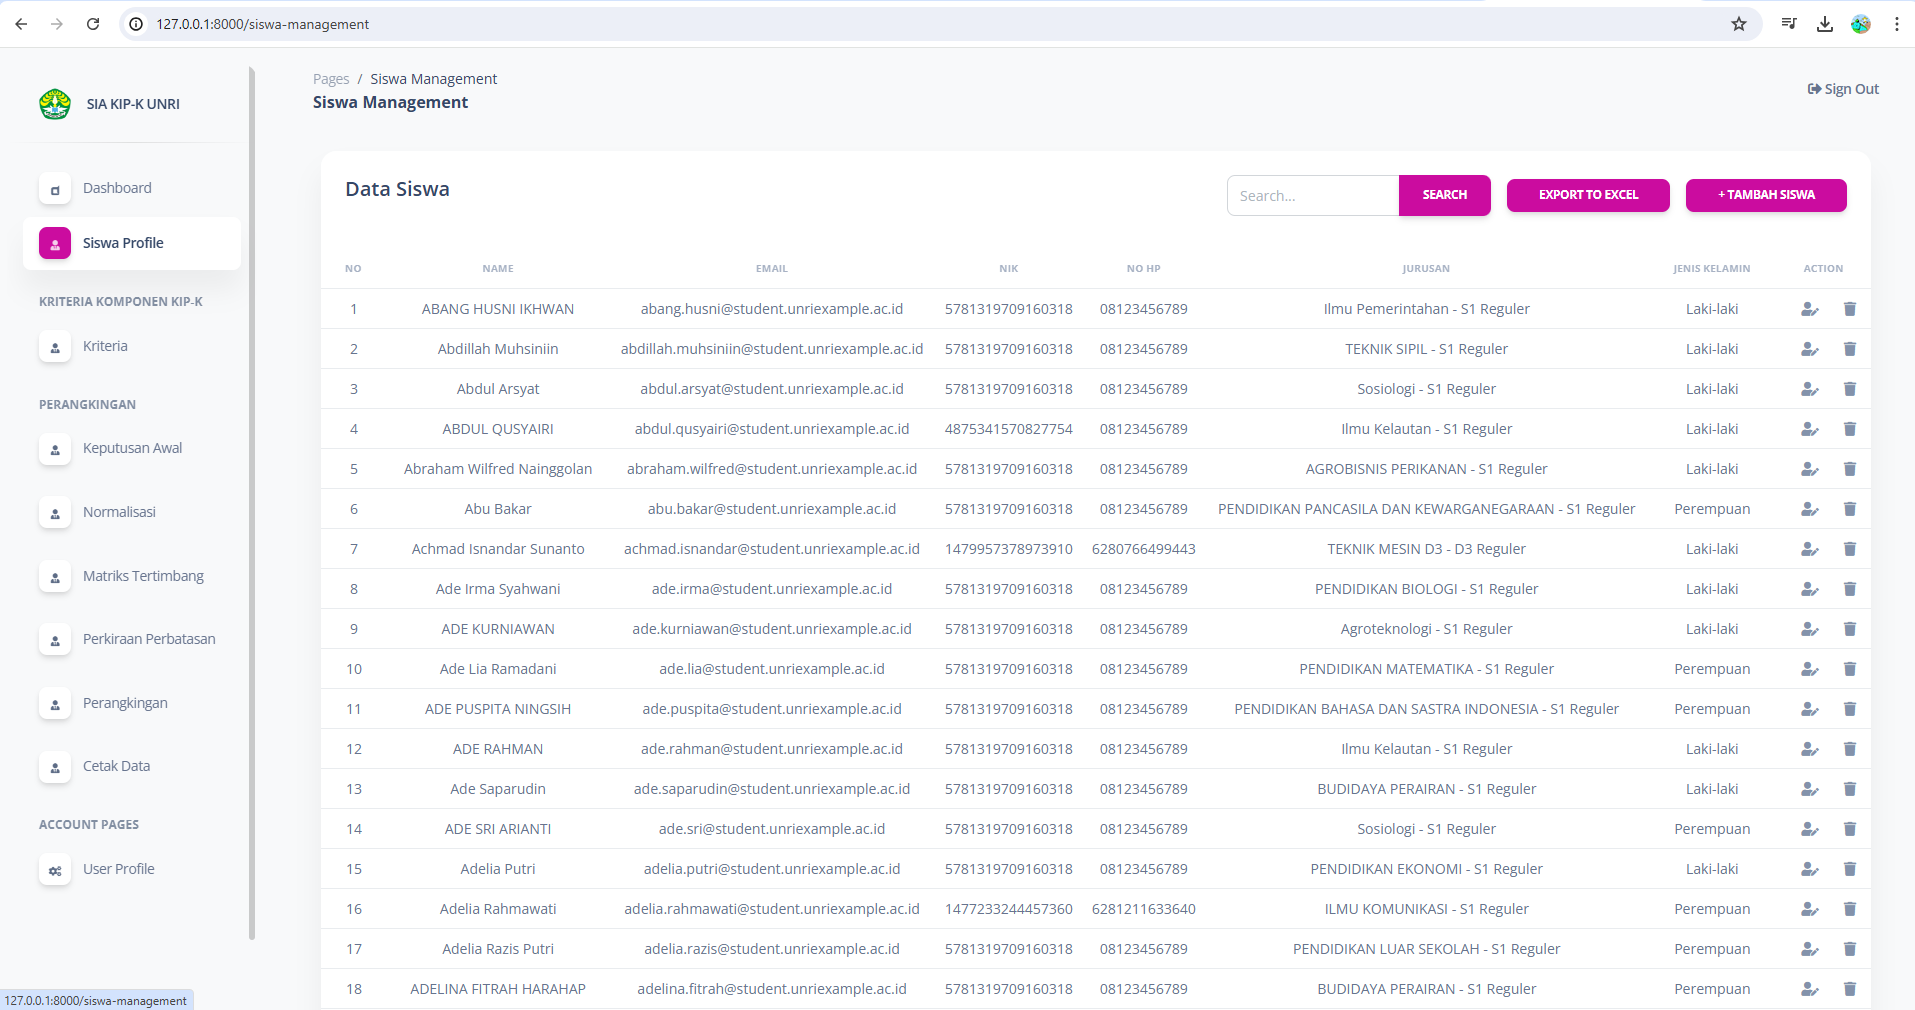 127.0.0.1:8000/siswa-management
SIA KIP-K UNRI
Dashboard
Siswa Profile
KRITERIA KOMPONEN KIP-K
Kriteria
PERANGKINGAN
Keputusan Awal
Normalisasi
Matriks Tertimbang
Perkiraan Perbatasan
Perangkingan
Cetak Data
ACCOUNT PAGES
User Profile
Pages / Siswa Management
Siswa Management
Sign Out
Data Siswa
Search... SEARCH EXPORT TO EXCEL + TAMBAH SISWA
NO NAME EMAIL NIK NO HP JURUSAN JENIS KELAMIN ACTION
1 ABANG HUSNI IKHWAN abang.husni@student.unriexample.ac.id 5781319709160318 08123456789 Ilmu Pemerintahan - S1 Reguler Laki-laki
2 Abdillah Muhsiniin abdillah.muhsiniin@student.unriexample.ac.id 5781319709160318 08123456789 TEKNIK SIPIL - S1 Reguler Laki-laki
3 Abdul Arsyat abdul.arsyat@student.unriexample.ac.id 5781319709160318 08123456789 Sosiologi - S1 Reguler Laki-laki
4 ABDUL QUSYAIRI abdul.qusyairi@student.unriexample.ac.id 4875341570827754 08123456789 Ilmu Kelautan - S1 Reguler Laki-laki
5 Abraham Wilfred Nainggolan abraham.wilfred@student.unriexample.ac.id 5781319709160318 08123456789 AGROBISNIS PERIKANAN - S1 Reguler Laki-laki
6 Abu Bakar abu.bakar@student.unriexample.ac.id 5781319709160318 08123456789 PENDIDIKAN PANCASILA DAN KEWARGANEGARAAN - S1 Reguler Perempuan
7 Achmad Isnandar Sunanto achmad.isnandar@student.unriexample.ac.id 1479957378973910 6280766499443 TEKNIK MESIN D3 - D3 Reguler Laki-laki
8 Ade Irma Syahwani ade.irma@student.unriexample.ac.id 5781319709160318 08123456789 PENDIDIKAN BIOLOGI - S1 Reguler Laki-laki
9 ADE KURNIAWAN ade.kurniawan@student.unriexample.ac.id 5781319709160318 08123456789 Agroteknologi - S1 Reguler Laki-laki
10 Ade Lia Ramadani ade.lia@student.unriexample.ac.id 5781319709160318 08123456789 PENDIDIKAN MATEMATIKA - S1 Reguler Perempuan
11 ADE PUSPITA NINGSIH ade.puspita@student.unriexample.ac.id 5781319709160318 08123456789 PENDIDIKAN BAHASA DAN SASTRA INDONESIA - S1 Reguler Perempuan
12 ADE RAHMAN ade.rahman@student.unriexample.ac.id 5781319709160318 08123456789 Ilmu Kelautan - S1 Reguler Laki-laki
13 Ade Saparudin ade.saparudin@student.unriexample.ac.id 5781319709160318 08123456789 BUDIDAYA PERAIRAN - S1 Reguler Laki-laki
14 ADE SRI ARIANTI ade.sri@student.unriexample.ac.id 5781319709160318 08123456789 Sosiologi - S1 Reguler Perempuan
15 Adelia Putri adelia.putri@student.unriexample.ac.id 5781319709160318 08123456789 PENDIDIKAN EKONOMI - S1 Reguler Laki-laki
16 Adelia Rahmawati adelia.rahmawati@student.unriexample.ac.id 1477233244457360 6281211633640 ILMU KOMUNIKASI - S1 Reguler Perempuan
17 Adelia Razis Putri adelia.razis@student.unriexample.ac.id 5781319709160318 08123456789 PENDIDIKAN LUAR SEKOLAH - S1 Reguler Perempuan
18 ADELINA FITRAH HARAHAP adelina.fitrah@student.unriexample.ac.id 5781319709160318 08123456789 BUDIDAYA PERAIRAN - S1 Reguler Perempuan
127.0.0.1:8000/siswa-management